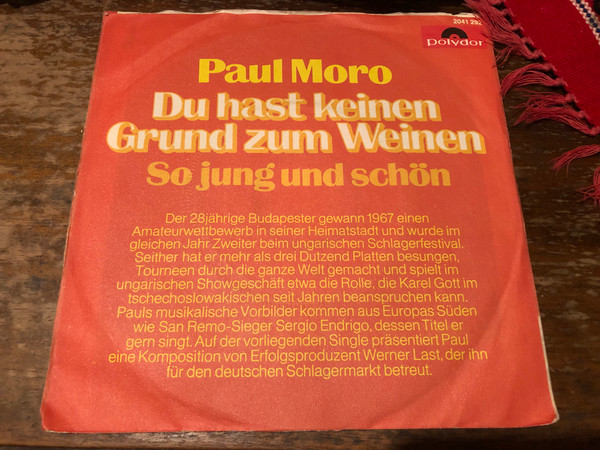 2041 292
Polydor
Paul Moro
Du hast keinen
Grund zum Weinen
So jung und schön
Der 28jährige Budapester gewann 1967 einen
Amateurwettbewerb in seiner Heimatstadt und wurde im
gleichen Jahr Zweiter beim ungarischen Schlagerfestival.
Seither hat er mehr als drei Dutzend Platten besungen,
Tourneen durch die ganze Welt gemacht und spielt im
ungarischen Showgeschäft etwa die Rolle, die Karel Gott im
tschechoslowakischen seit Jahren beanspruchen kann.
Pauls musikalische Vorbilder kommen aus Europas Süden
wie San Remo-Sieger Sergio Endrigo, dessen Titel er
gern singt. Auf der vorliegenden Single präsentiert Paul
eine Komposition von Erfolgsproduzent Werner Last, der ihn
für den deutschen Schlagermarkt betreut.